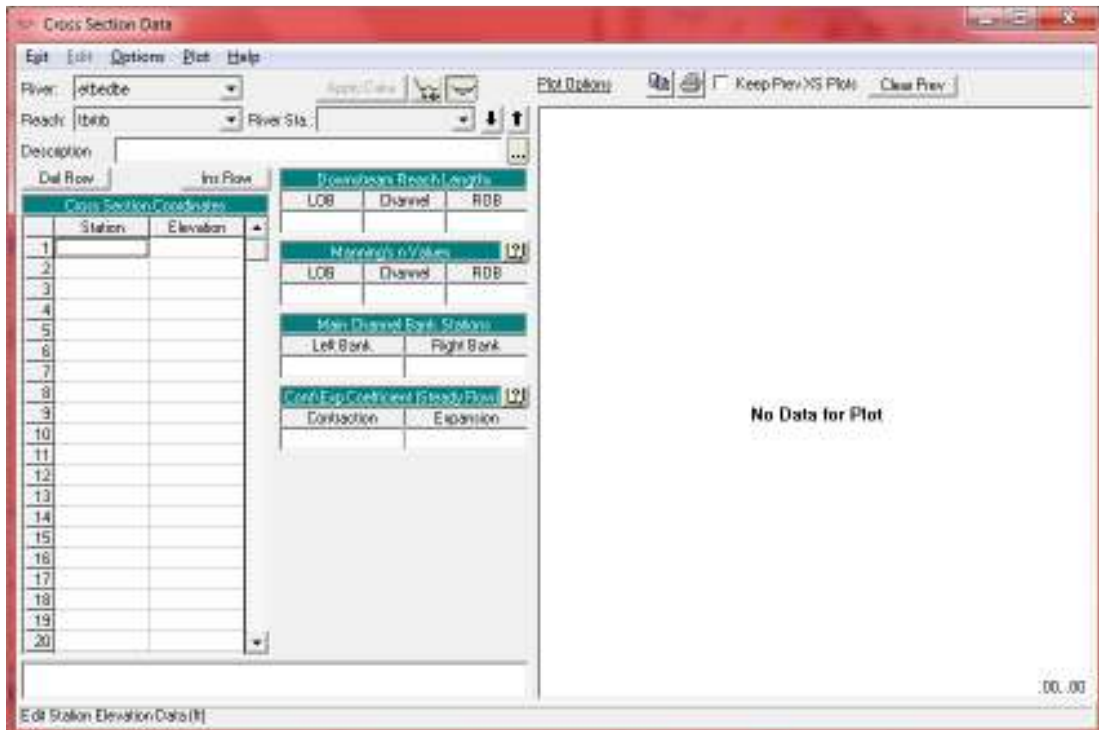 Cross Section Data
Exit Edit Options Plot Help
River: etbedbe Apply Data Plot Options Keep Prev XS Plots Clear Prev
Reach: River Sta.:
Description ...
Del Row Ins Row Downstream Reach Lengths
Cross Section Coordinates LOB Channel ROB
Station Elevation
Manning's n Values ?
LOB Channel ROB
Main Channel Bank Stations
Left Bank Right Bank
Cont\Exp Coefficient (Steady Flow) ?
Contraction Expansion
1
2
3
4
5
6
7
8
9
10
11
12
13
14
15
16
17
18
19
20
No Data for Plot
.00, .00
Edit Station Elevation Data (ft)